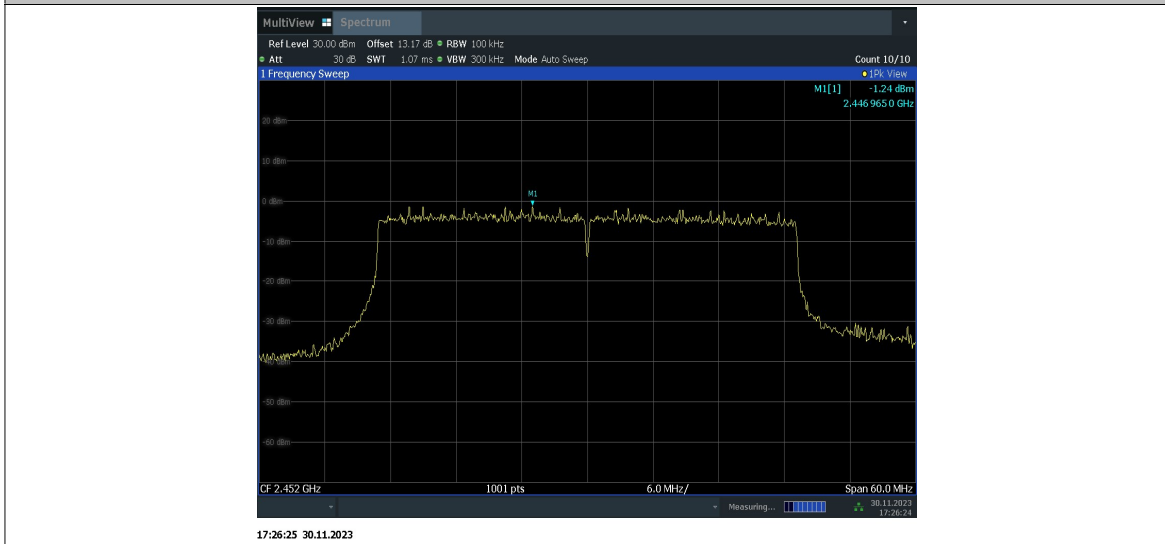 MultiView Spectrum
Ref Level 30.00 dBm Offset 13.17 dB RBW 100 kHz
Att 30 dB SWT 1.07 ms VBW 300 kHz Mode Auto Sweep Count 10/10
1 Frequency Sweep 1Pk View
M1[1] -1.24 dBm
2.446 965 0 GHz
20 dBm
10 dBm
M1
0 dBm
-10 dBm
-20 dBm
-30 dBm
-40 dBm
-50 dBm
-60 dBm
CF 2.452 GHz 1001 pts 6.0 MHz/ Span 60.0 MHz
Measuring... 30.11.2023
17:26:24
17:26:25 30.11.2023